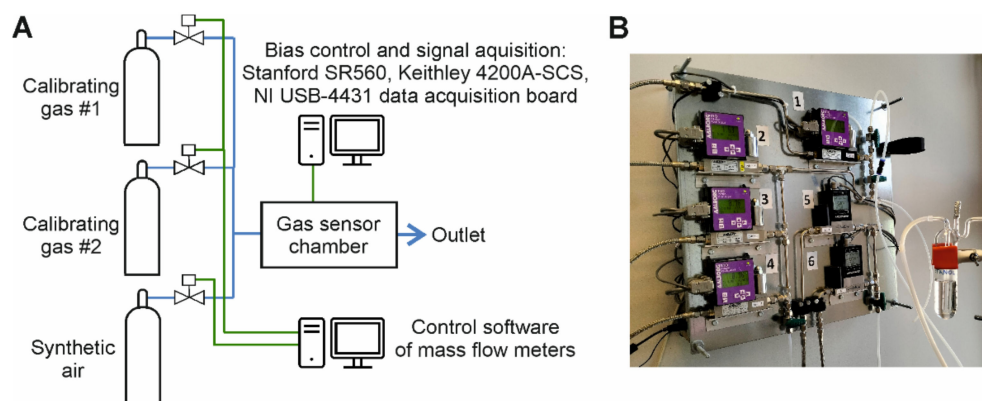 A
Calibrating
gas #1
Bias control and signal aquisition:
Stanford SR560, Keithley 4200A-SCS,
NI USB-4431 data acquisition board
Calibrating
gas #2
Gas sensor
chamber
Outlet
Synthetic
air
Control software
of mass flow meters
B
1
2
3
5
4
6